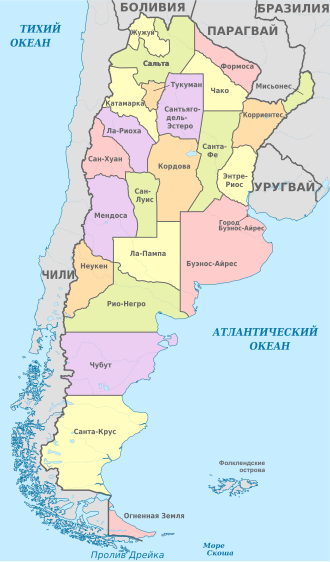 БОЛИВИЯ
БРАЗИЛИЯ
ТИХИЙ
ОКЕАН
ПАРАГВАЙ
Жужуй
Сальта
Формоса
Тукуман
Чако
Мисьонес
Катамарка
Сантьяго-
дель-
Эстеро
Корриентес
Ла-Риоха
Санта-
Фе
Сан-Хуан
Кордова
Энтре-
Риос
Сан-
Луис
УРУГВАЙ
Мендоса
Город
Буэнос-Айрес
Ла-Пампа
Буэнос-Айрес
Неукен
ЧИЛИ
Рио-Негро
АТЛАНТИЧЕСКИЙ
ОКЕАН
Чубут
Санта-Крус
Фолклендские
острова
Огненная Земля
Море
Скоша
Пролив Дрейка